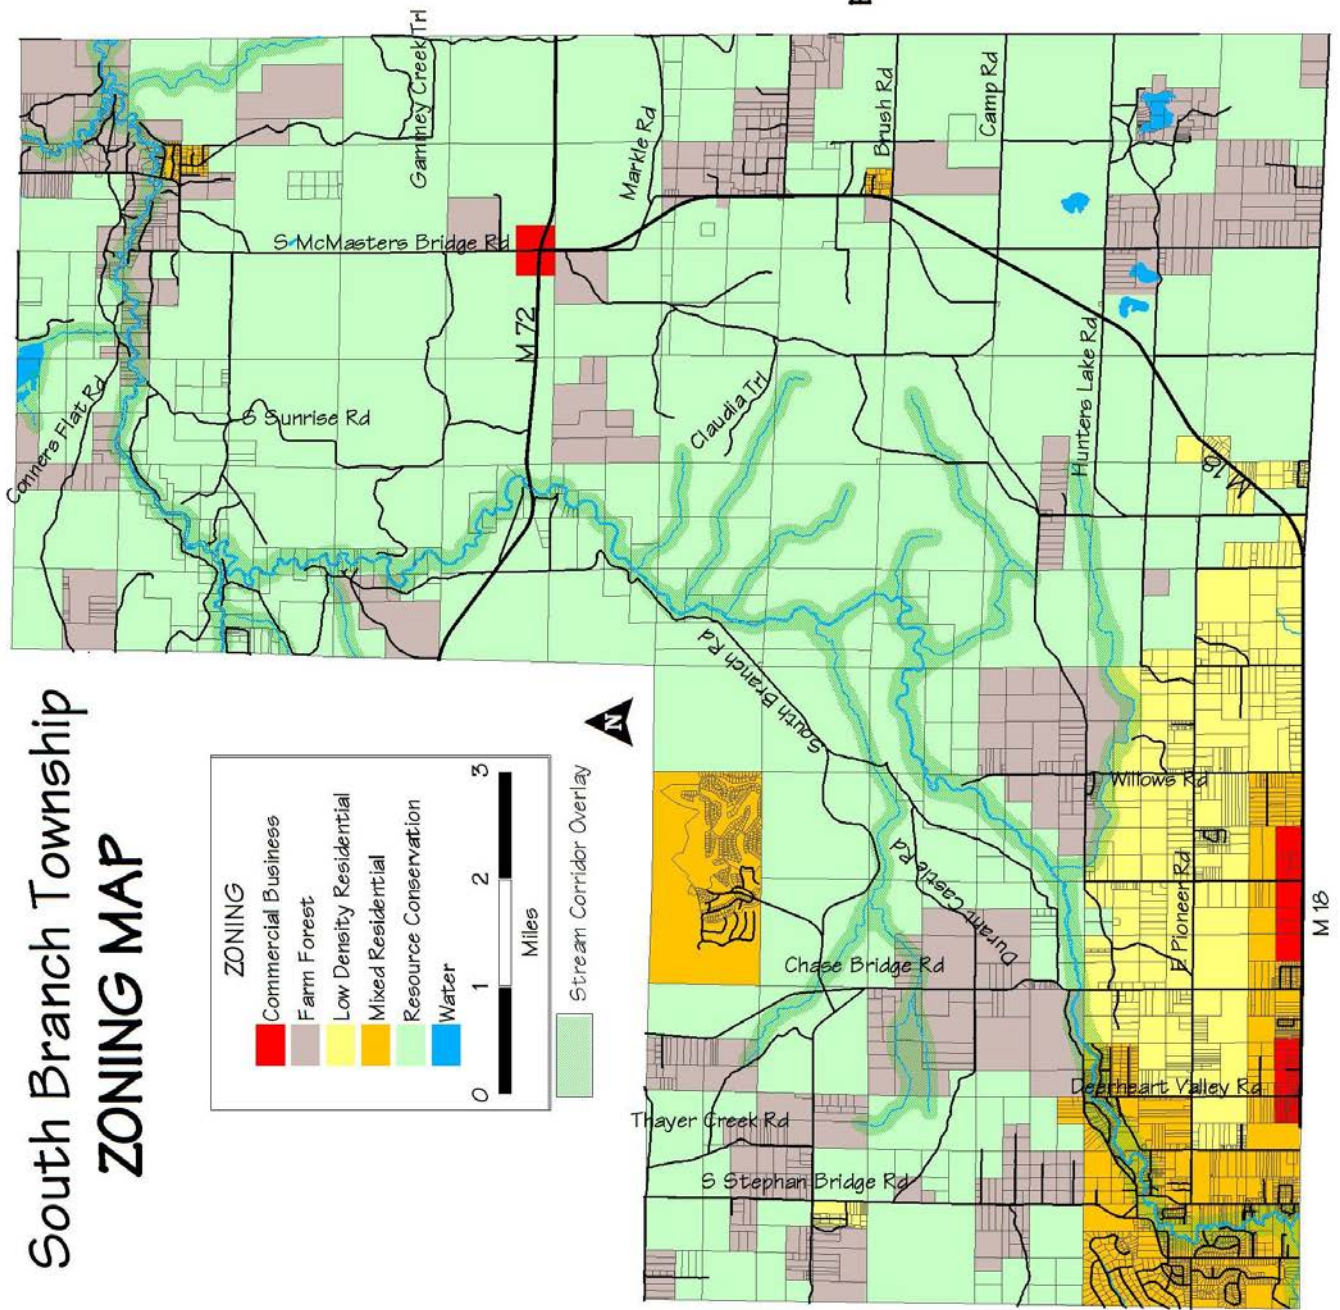 South Branch Township
ZONING MAP
ZONING
Commercial Business
Farm Forest
Low Density Residential
Mixed Residential
Resource Conservation
Water
0 1 2 3
Miles
Stream Corridor Overlay
N
Gammey Creek Trl
S McMasters Bridge Rd
Markle Rd
Brush Rd
Camp Rd
M 72
Conners Flat Rd
S Sunrise Rd
Claudia Trl
Hunters Lake Rd
M 18
South Branch Rd
Willows Rd
Durant Castle Rd
E Pioneer Rd
M 18
Chase Bridge Rd
Deerheart Valley Rd
Thayer Creek Rd
S Stephan Bridge Rd